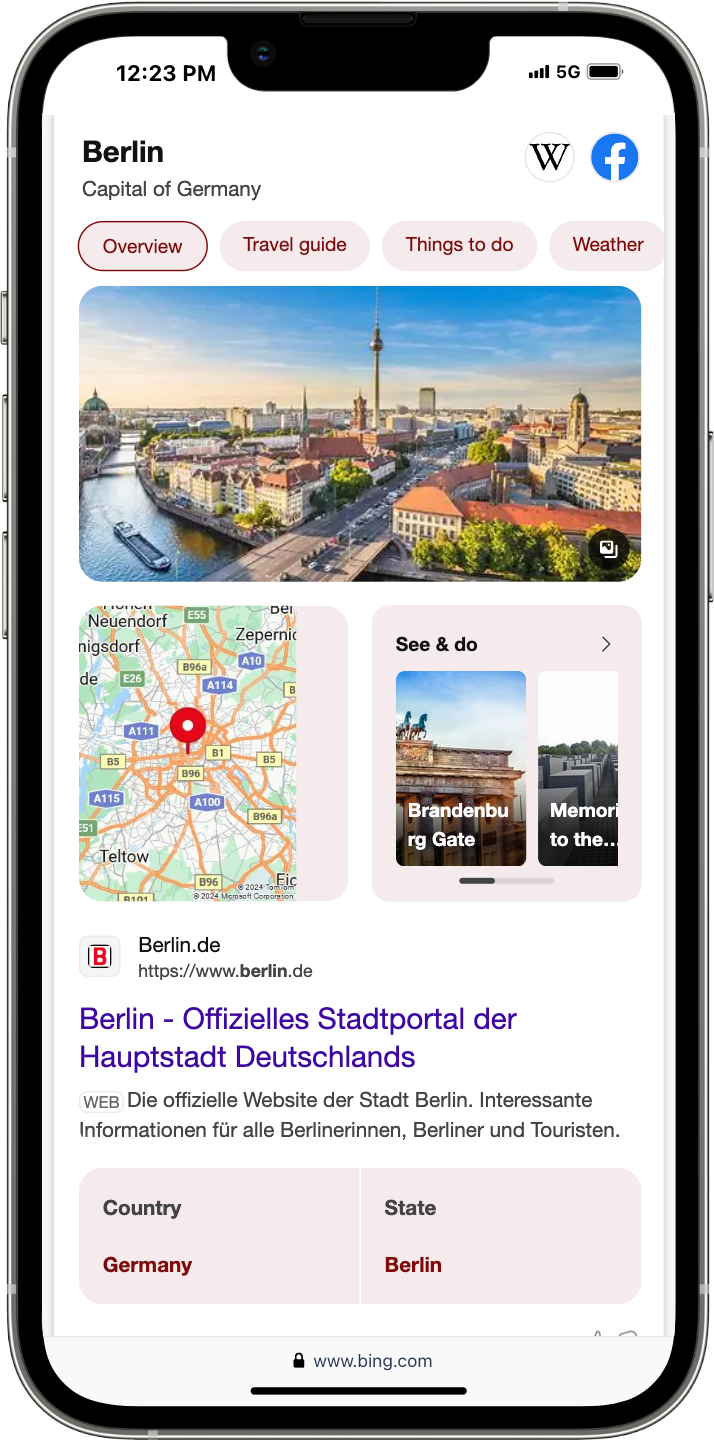 12:23 PM
5G
Berlin
Capital of Germany
W
Overview
Travel guide
Things to do
Weather
Neuendorf
E55
Zepernic
nigsdorf
B96a
A10
de
E26
A114
B
A111
B1
B5
B5
B96
A115
A100
B96a
E51
Teltow
B96
Eic
© 2024 TomTom
© 2024 Microsoft Corporation
B101
See & do
Brandenbu
rg Gate
Memori
to the...
B
Berlin.de
https://www.berlin.de
Berlin - Offizielles Stadtportal der
Hauptstadt Deutschlands
WEB Die offizielle Website der Stadt Berlin. Interessante
Informationen für alle Berlinerinnen, Berliner und Touristen.
Country
State
Germany
Berlin
www.bing.com